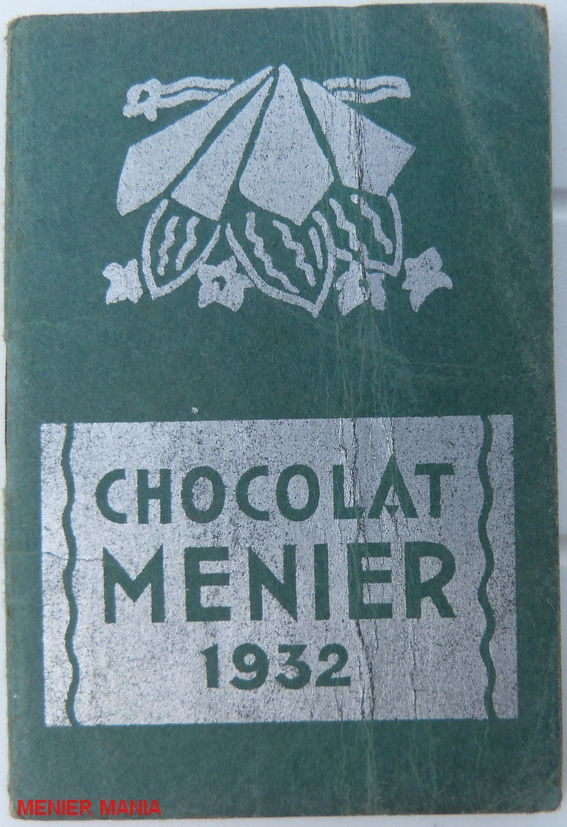 CHOCOLAT
MENIER
1932
MENIER MANIA